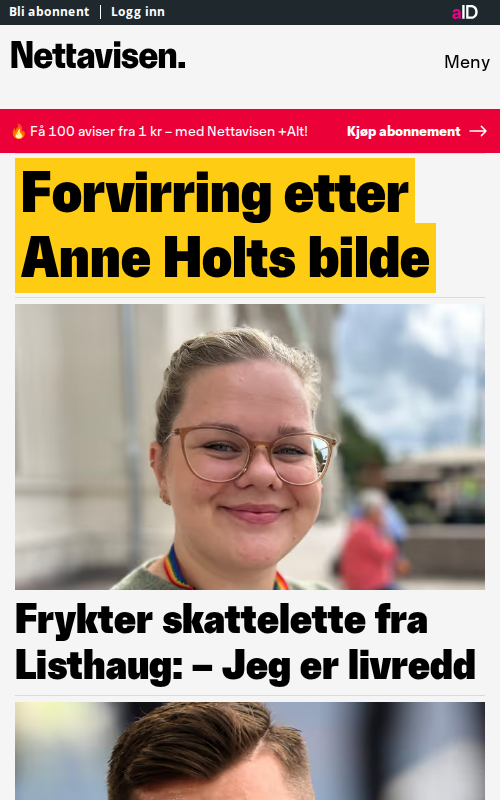 Bli abonnent | Logg inn
aID
Nettavisen.
Meny
🔥 Få 100 aviser fra 1 kr – med Nettavisen +Alt!
Kjøp abonnement →
Forvirring etter
Anne Holts bilde
Frykter skattelette fra
Listhaug: – Jeg er livredd